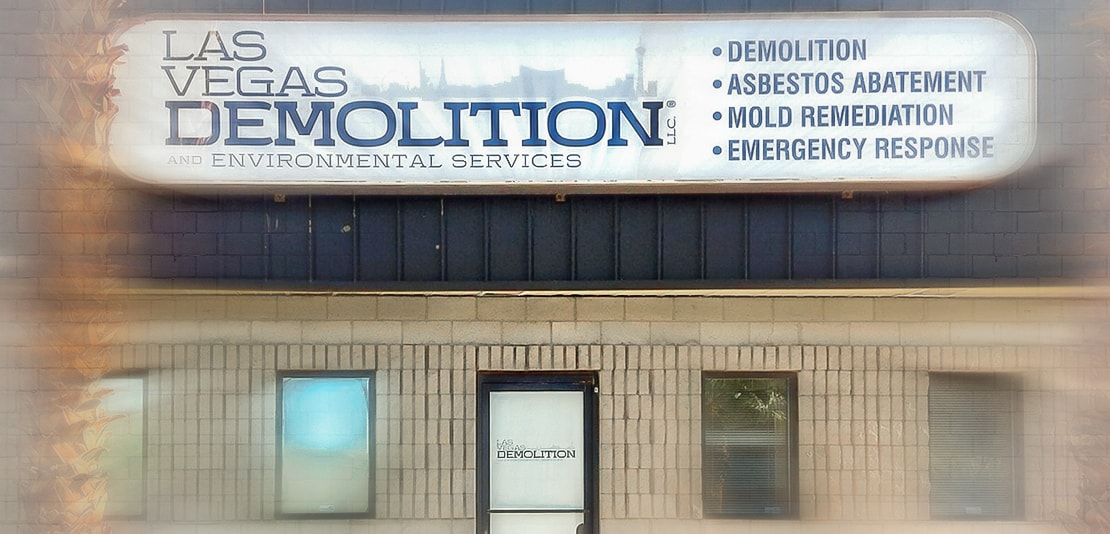 LAS
VEGAS
DEMOLITION LLC.®
AND ENVIRONMENTAL SERVICES
• DEMOLITION
• ASBESTOS ABATEMENT
• MOLD REMEDIATION
• EMERGENCY RESPONSE
LAS
VEGAS
DEMOLITION